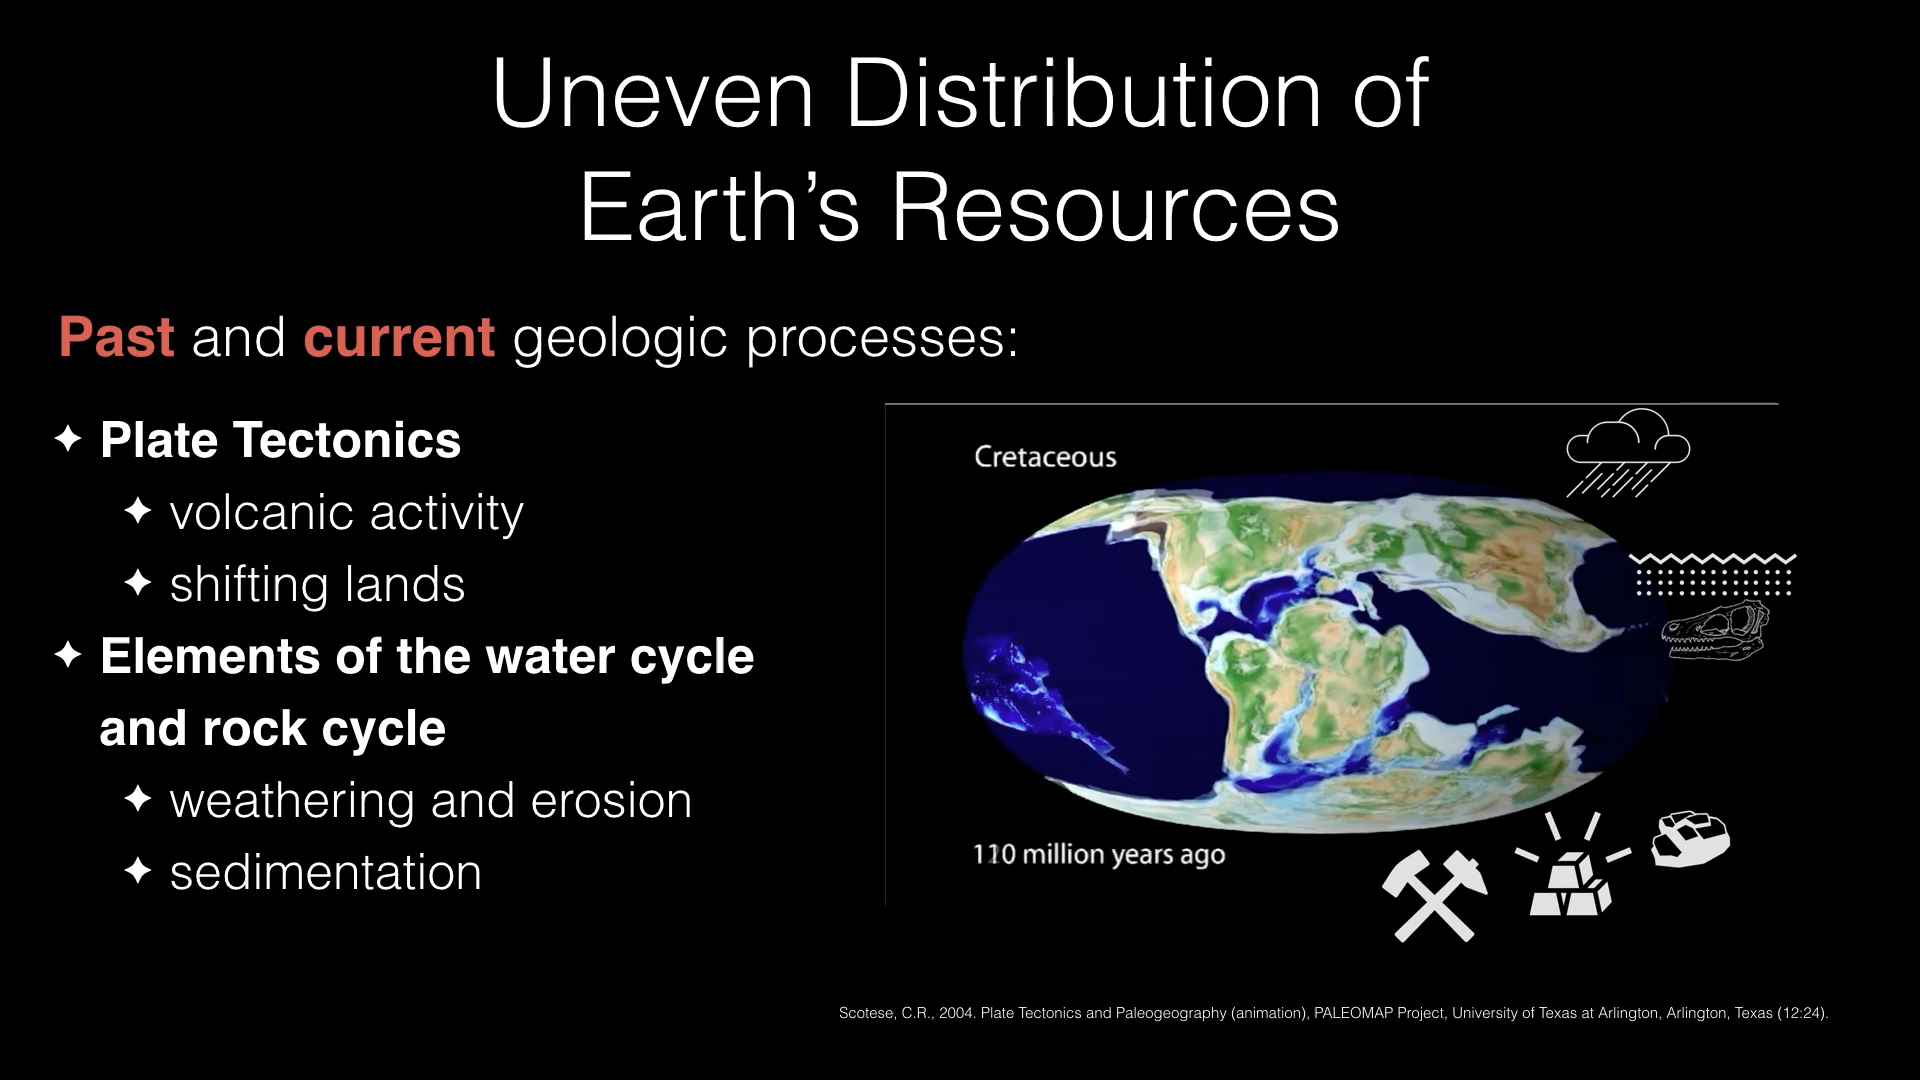 Uneven Distribution of
Earth’s Resources
Past and current geologic processes:
✦ Plate Tectonics
✦ volcanic activity
✦ shifting lands
✦ Elements of the water cycle
and rock cycle
✦ weathering and erosion
✦ sedimentation
Cretaceous
million years ago
Scotese, C.R., 2004. Plate Tectonics and Paleogeography (animation), PALEOMAP Project, University of Texas at Arlington, Arlington, Texas (12:24).